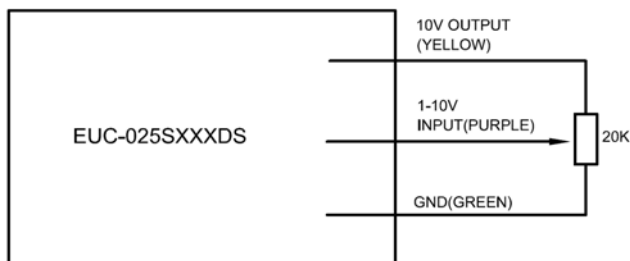 10V OUTPUT
(YELLOW)
1-10V
INPUT(PURPLE)
EUC-025SXXXDS
20K
GND(GREEN)